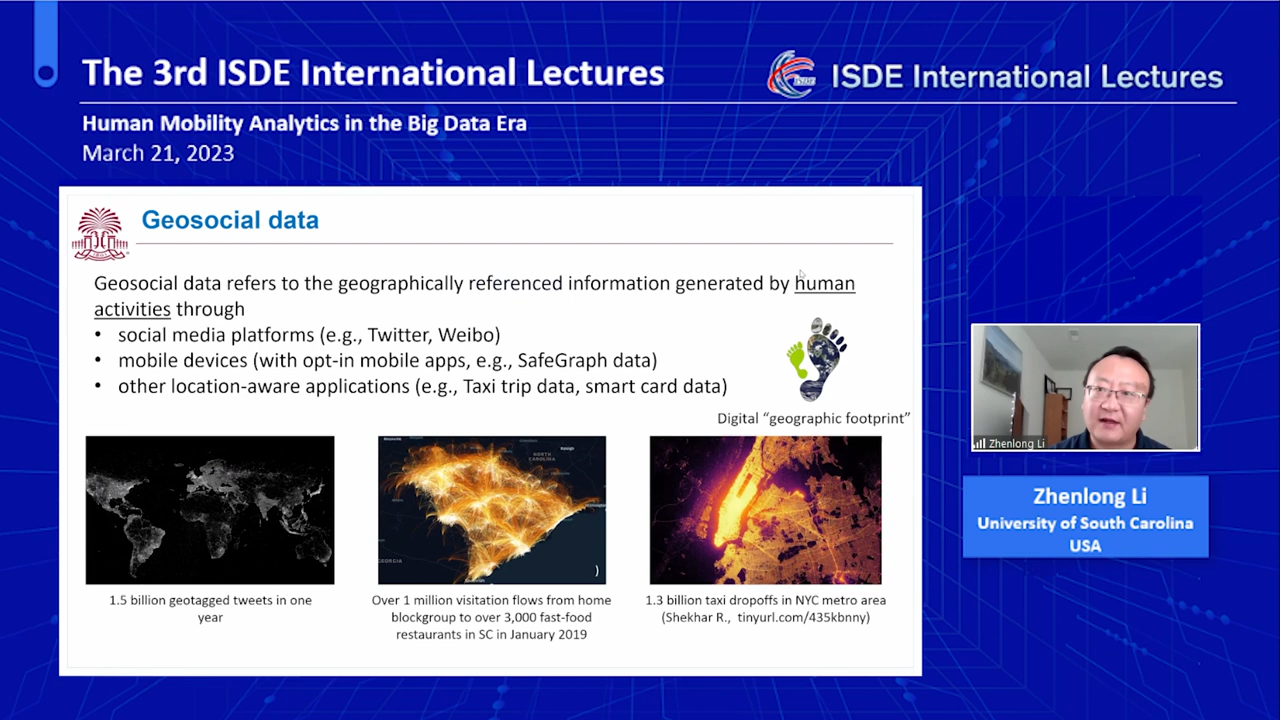 The 3rd ISDE International Lectures
ISDE
ISDE International Lectures
Human Mobility Analytics in the Big Data Era
March 21, 2023
Geosocial data
Geosocial data refers to the geographically referenced information generated by human
activities through
• social media platforms (e.g., Twitter, Weibo)
• mobile devices (with opt-in mobile apps, e.g., SafeGraph data)
• other location-aware applications (e.g., Taxi trip data, smart card data)
Digital “geographic footprint”
NORTH
CAROLINA
GEORGIA
)
1.5 billion geotagged tweets in one
year
Over 1 million visitation flows from home
blockgroup to over 3,000 fast-food
restaurants in SC in January 2019
1.3 billion taxi dropoffs in NYC metro area
(Shekhar R., tinyurl.com/435kbnny)
Zhenlong Li
Zhenlong Li
University of South Carolina
USA